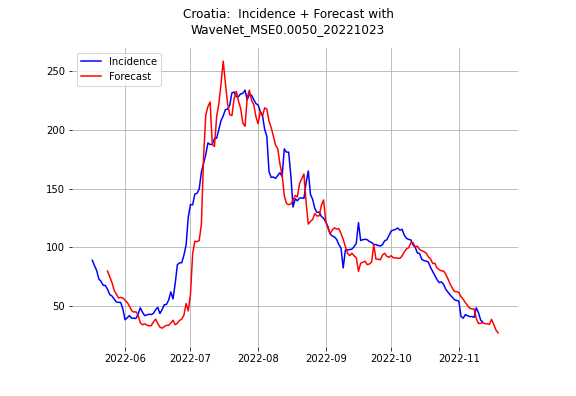 Croatia:  Incidence + Forecast with
WaveNet_MSE0.0050_20221023
Incidence
Forecast
250
200
150
100
50
2022-06
2022-07
2022-08
2022-09
2022-10
2022-11